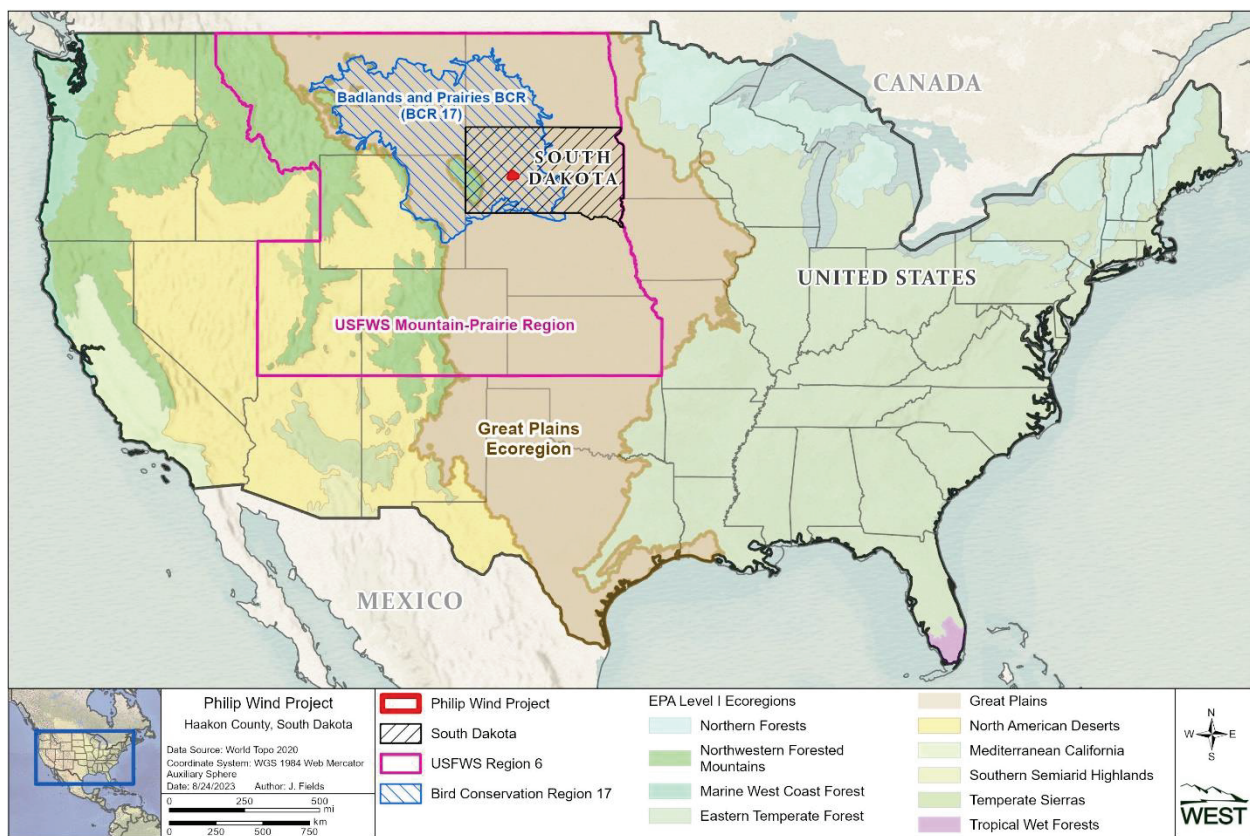 CANADA
Badlands and Prairies BCR
(BCR 17)
SOUTH
DAKOTA
UNITED STATES
USFWS Mountain-Prairie Region
Great Plains
Ecoregion
MEXICO
Philip Wind Project
Haakon County, South Dakota
Data Source: World Topo 2020
Coordinate System: WGS 1984 Web Mercator
Auxiliary Sphere
Date: 8/24/2023 Author: J. Fields
0 250 500
mi
km
0 250 500 750
Philip Wind Project
South Dakota
USFWS Region 6
Bird Conservation Region 17
EPA Level I Ecoregions
Northern Forests
Northwestern Forested
Mountains
Marine West Coast Forest
Eastern Temperate Forest
Great Plains
North American Deserts
Mediterranean California
Southern Semiarid Highlands
Temperate Sierras
Tropical Wet Forests
N
W E
S
WEST